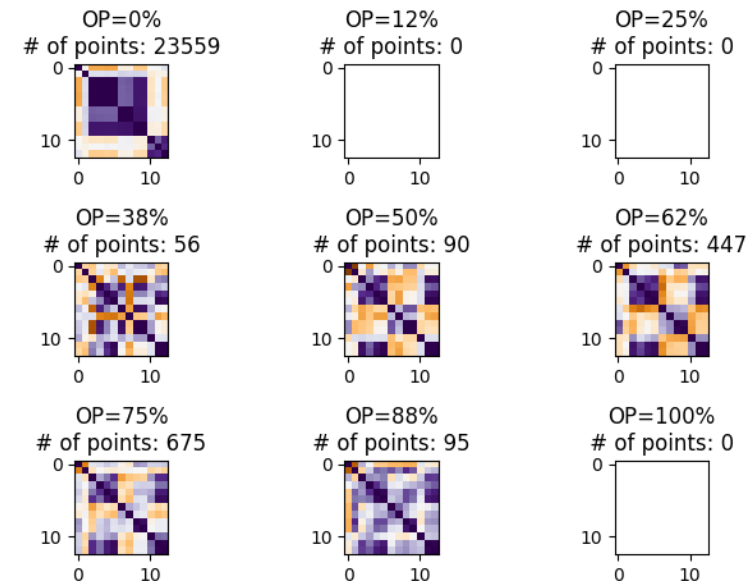 OP=0%
# of points: 23559
0
10
0 10
OP=12%
# of points: 0
0
10
0 10
OP=25%
# of points: 0
0
10
0 10
OP=38%
# of points: 56
0
10
0 10
OP=50%
# of points: 90
0
10
0 10
OP=62%
# of points: 447
0
10
0 10
OP=75%
# of points: 675
0
10
0 10
OP=88%
# of points: 95
0
10
0 10
OP=100%
# of points: 0
0
10
0 10